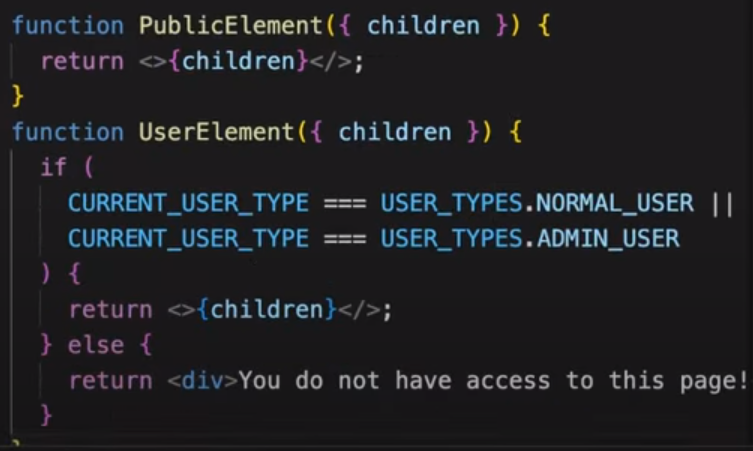 function PublicElement({ children }) {
return <>{children}</>;
}
function UserElement({ children }) {
if (
CURRENT_USER_TYPE === USER_TYPES.NORMAL_USER ||
CURRENT_USER_TYPE === USER_TYPES.ADMIN_USER
) {
return <>{children}</>;
} else {
return <div>You do not have access to this page!
}
}